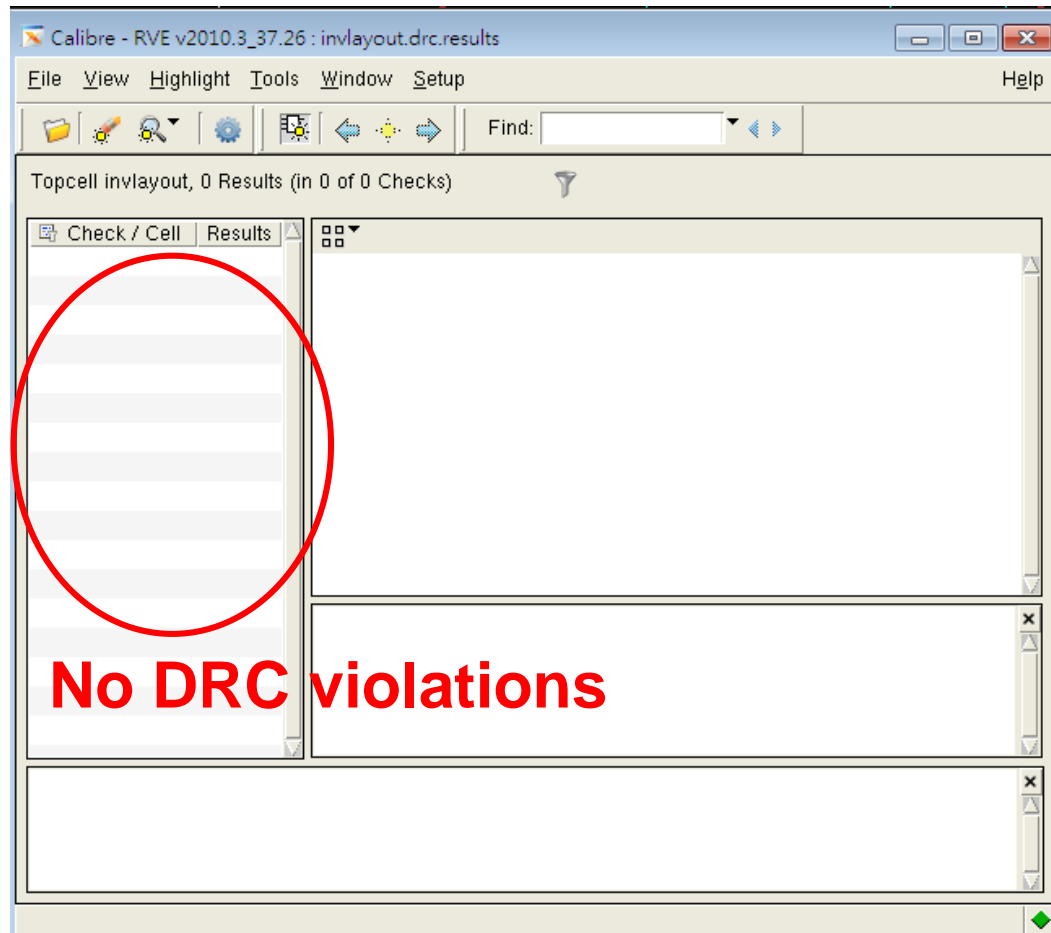 Calibre - RVE v2010.3_37.26 : invlayout.drc.results
File View Highlight Tools Window Setup Help
Find:
Topcell invlayout, 0 Results (in 0 of 0 Checks)
Check / Cell Results
No DRC violations